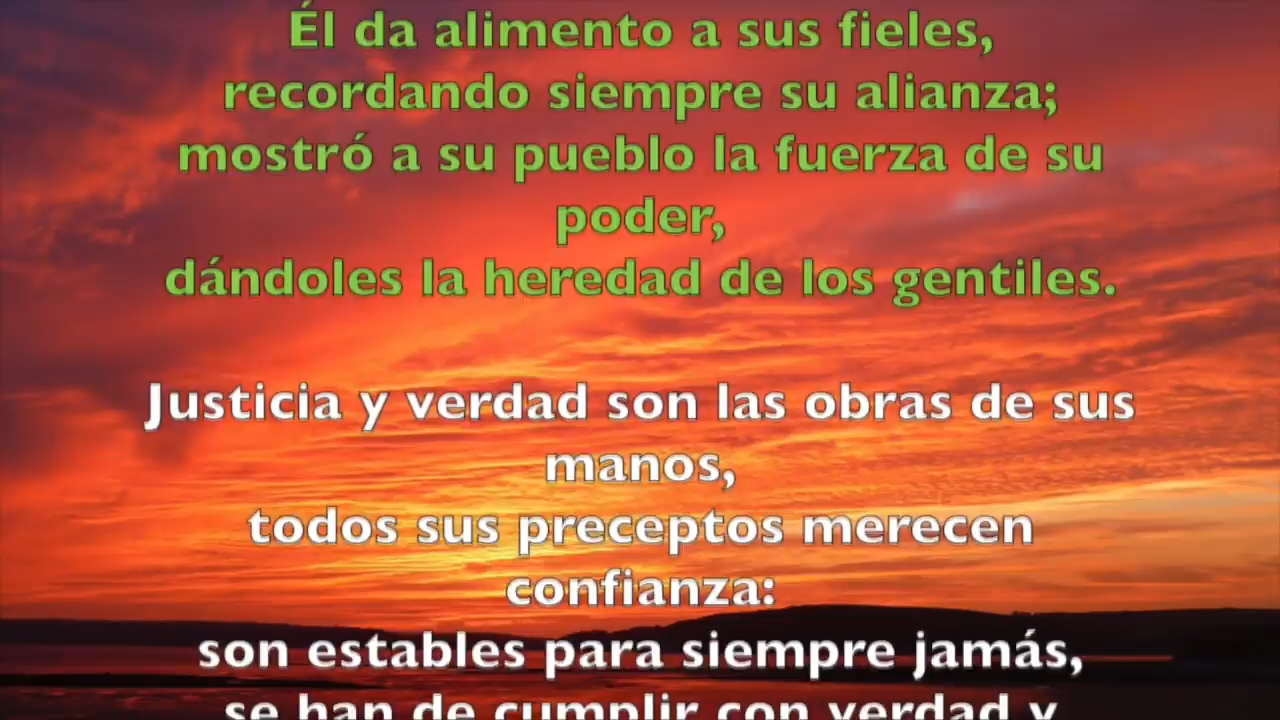 Él da alimento a sus fieles,
recordando siempre su alianza;
mostró a su pueblo la fuerza de su
poder,
dándoles la heredad de los gentiles.
Justicia y verdad son las obras de sus
manos,
todos sus preceptos merecen
confianza:
son estables para siempre jamás,
se han de cumplir con verdad y